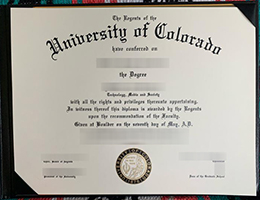 The Regents of the
University of Colorado
have conferred on
the Degree
Technology, Media and Society
with all the rights and privileges thereunto appertaining.
In witness thereof this diploma is awarded by the Regents
upon the recommendation of the Faculty.
Given at Boulder on the seventh day of May, A.D.